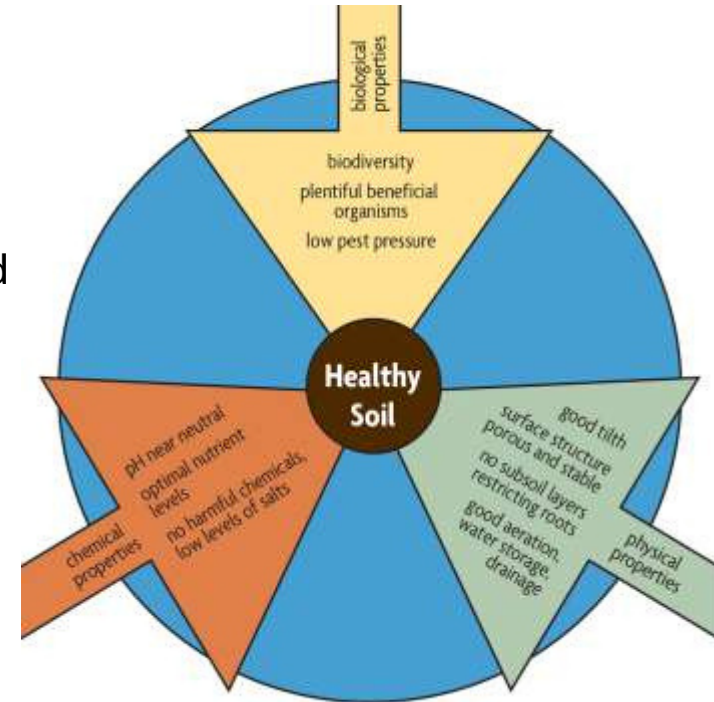 biological
properties
biodiversity
plentiful beneficial
organisms
low pest pressure
d
Healthy
Soil
pH near neutral
optimal nutrient
levels
no harmful chemicals,
low levels of salts
chemical
properties
good tilth
surface structure
porous and stable
no subsoil layers
restricting roots
good aeration,
water storage,
drainage
physical
properties